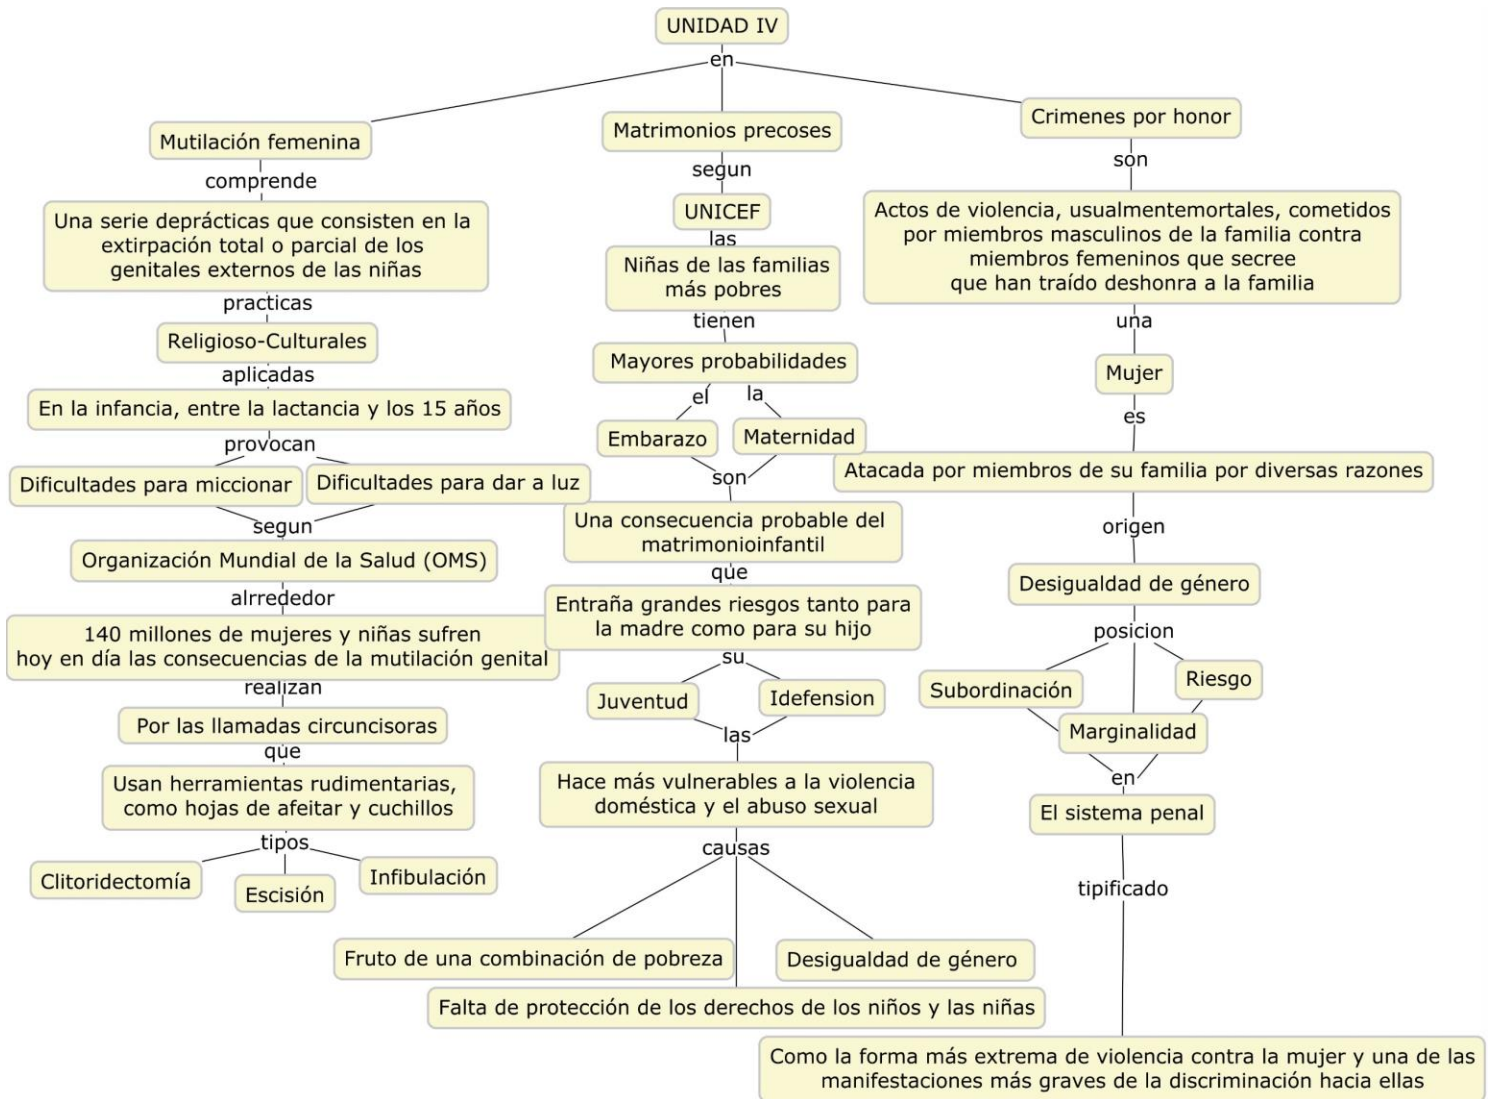 UNIDAD IV
en
Mutilación femenina
comprende
Una serie deprácticas que consisten en la
extirpación total o parcial de los
genitales externos de las niñas
practicas
Religioso-Culturales
aplicadas
En la infancia, entre la lactancia y los 15 años
provocan
Dificultades para miccionar
Dificultades para dar a luz
segun
Organización Mundial de la Salud (OMS)
alrrededor
140 millones de mujeres y niñas sufren
hoy en día las consecuencias de la mutilación genital
realizan
Por las llamadas circuncisoras
que
Usan herramientas rudimentarias,
como hojas de afeitar y cuchillos
tipos
Clitoridectomía
Escisión
Infibulación
Matrimonios precoses
segun
UNICEF
las
Niñas de las familias
más pobres
tienen
Mayores probabilidades
el
la
Embarazo
Maternidad
son
Una consecuencia probable del
matrimonioinfantil
que
Entraña grandes riesgos tanto para
la madre como para su hijo
su
Juventud
Idefension
las
Hace más vulnerables a la violencia
doméstica y el abuso sexual
causas
Fruto de una combinación de pobreza
Falta de protección de los derechos de los niños y las niñas
Desigualdad de género
Crimenes por honor
son
Actos de violencia, usualmentemortales, cometidos
por miembros masculinos de la familia contra
miembros femeninos que secree
que han traído deshonra a la familia
una
Mujer
es
Atacada por miembros de su familia por diversas razones
origen
Desigualdad de género
posicion
Subordinación
Marginalidad
Riesgo
en
El sistema penal
tipificado
Como la forma más extrema de violencia contra la mujer y una de las
manifestaciones más graves de la discriminación hacia ellas